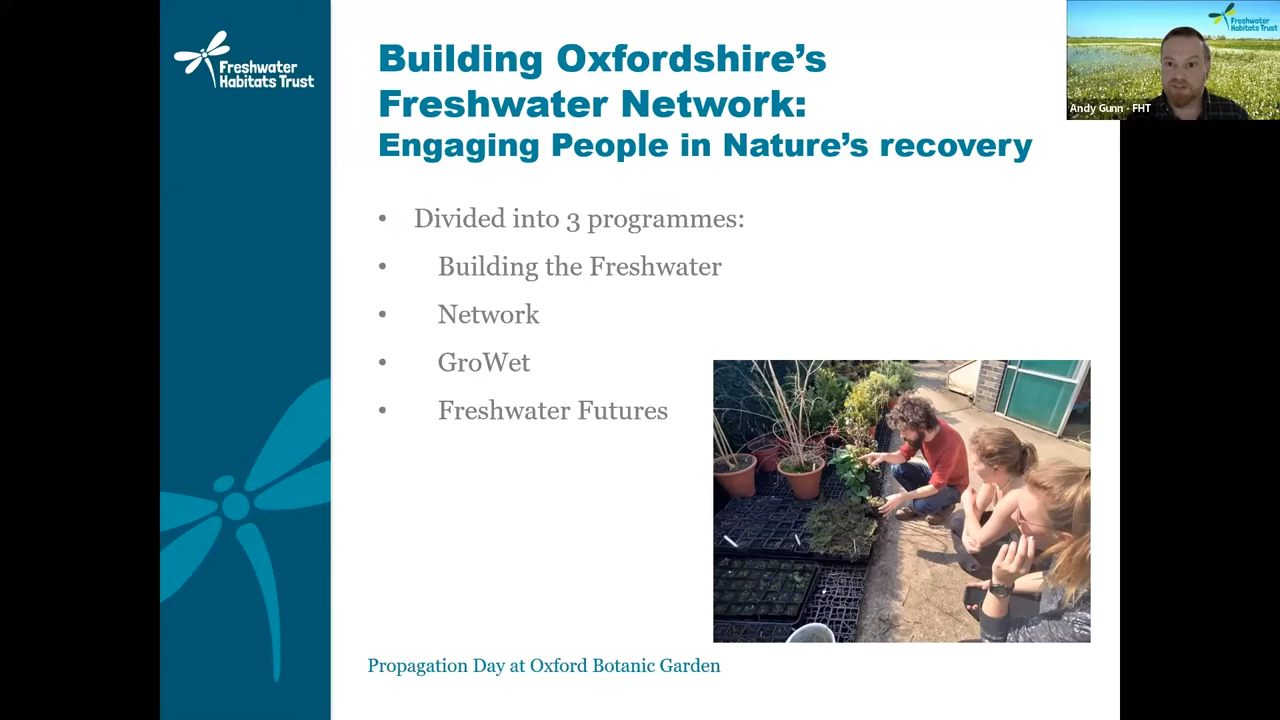 Freshwater
Habitats Trust
Building Oxfordshire’s
Freshwater Network:
Engaging People in Nature’s recovery
• Divided into 3 programmes:
• Building the Freshwater
• Network
• GroWet
• Freshwater Futures
Propagation Day at Oxford Botanic Garden
Freshwater
Habitats Trust
Andy Gunn - FHT